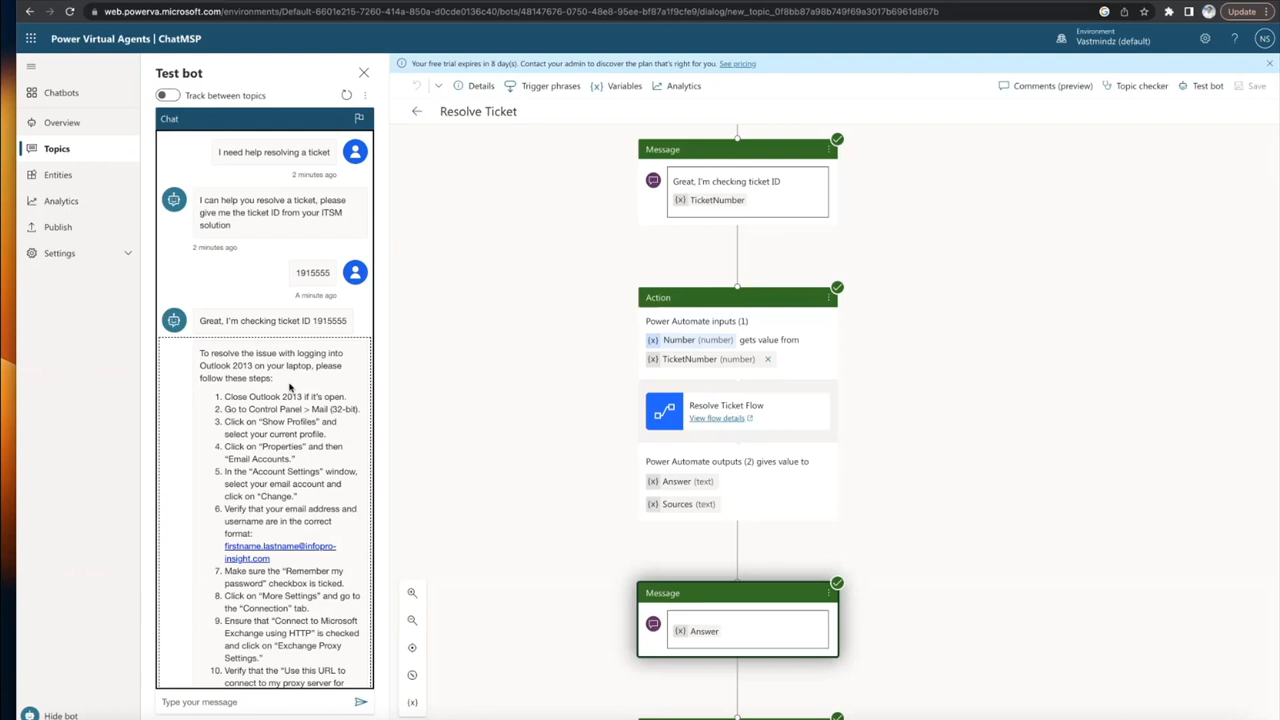 web.powerva.microsoft.com/environments/Default-6601e215-7260-414a-850a-d0cde0136c40/bots/48147676-0750-48e8-95ee-bf87a1f9cfe9/dialog/new_topic_0f8bb87a98b749f69a3017b6961d867b
Update
Power Virtual Agents | ChatMSP
Environment
Vastmindz (default)
NS
Chatbots
Overview
Topics
Entities
Analytics
Publish
Settings
Hide bot
Test bot
Track between topics
Chat
I need help resolving a ticket
2 minutes ago
I can help you resolve a ticket, please
give me the ticket ID from your ITSM
solution
2 minutes ago
1915555
A minute ago
Great, I'm checking ticket ID 1915555
To resolve the issue with logging into
Outlook 2013 on your laptop, please
follow these steps:
1. Close Outlook 2013 if it's open.
2. Go to Control Panel > Mail (32-bit).
3. Click on "Show Profiles" and
select your current profile.
4. Click on "Properties" and then
"Email Accounts."
5. In the "Account Settings" window,
select your email account and
click on "Change."
6. Verify that your email address and
username are in the correct
format:
firstname.lastname@infopro-
insight.com
7. Make sure the "Remember my
password" checkbox is ticked.
8. Click on "More Settings" and go to
the "Connection" tab.
9. Ensure that "Connect to Microsoft
Exchange using HTTP" is checked
and click on "Exchange Proxy
Settings."
10. Verify that the "Use this URL to
connect to my proxy server for
Type your message
Your free trial expires in 8 day(s). Contact your admin to discover the plan that's right for you. See pricing
Details
Trigger phrases
{x} Variables
Analytics
Comments (preview)
Topic checker
Test bot
Save
Resolve Ticket
Message
Great, I'm checking ticket ID
{x} TicketNumber
Action
Power Automate inputs (1)
{x} Number (number) gets value from
{x} TicketNumber (number)
Resolve Ticket Flow
View flow details
Power Automate outputs (2) gives value to
{x} Answer (text)
{x} Sources (text)
Message
{x} Answer
{x}